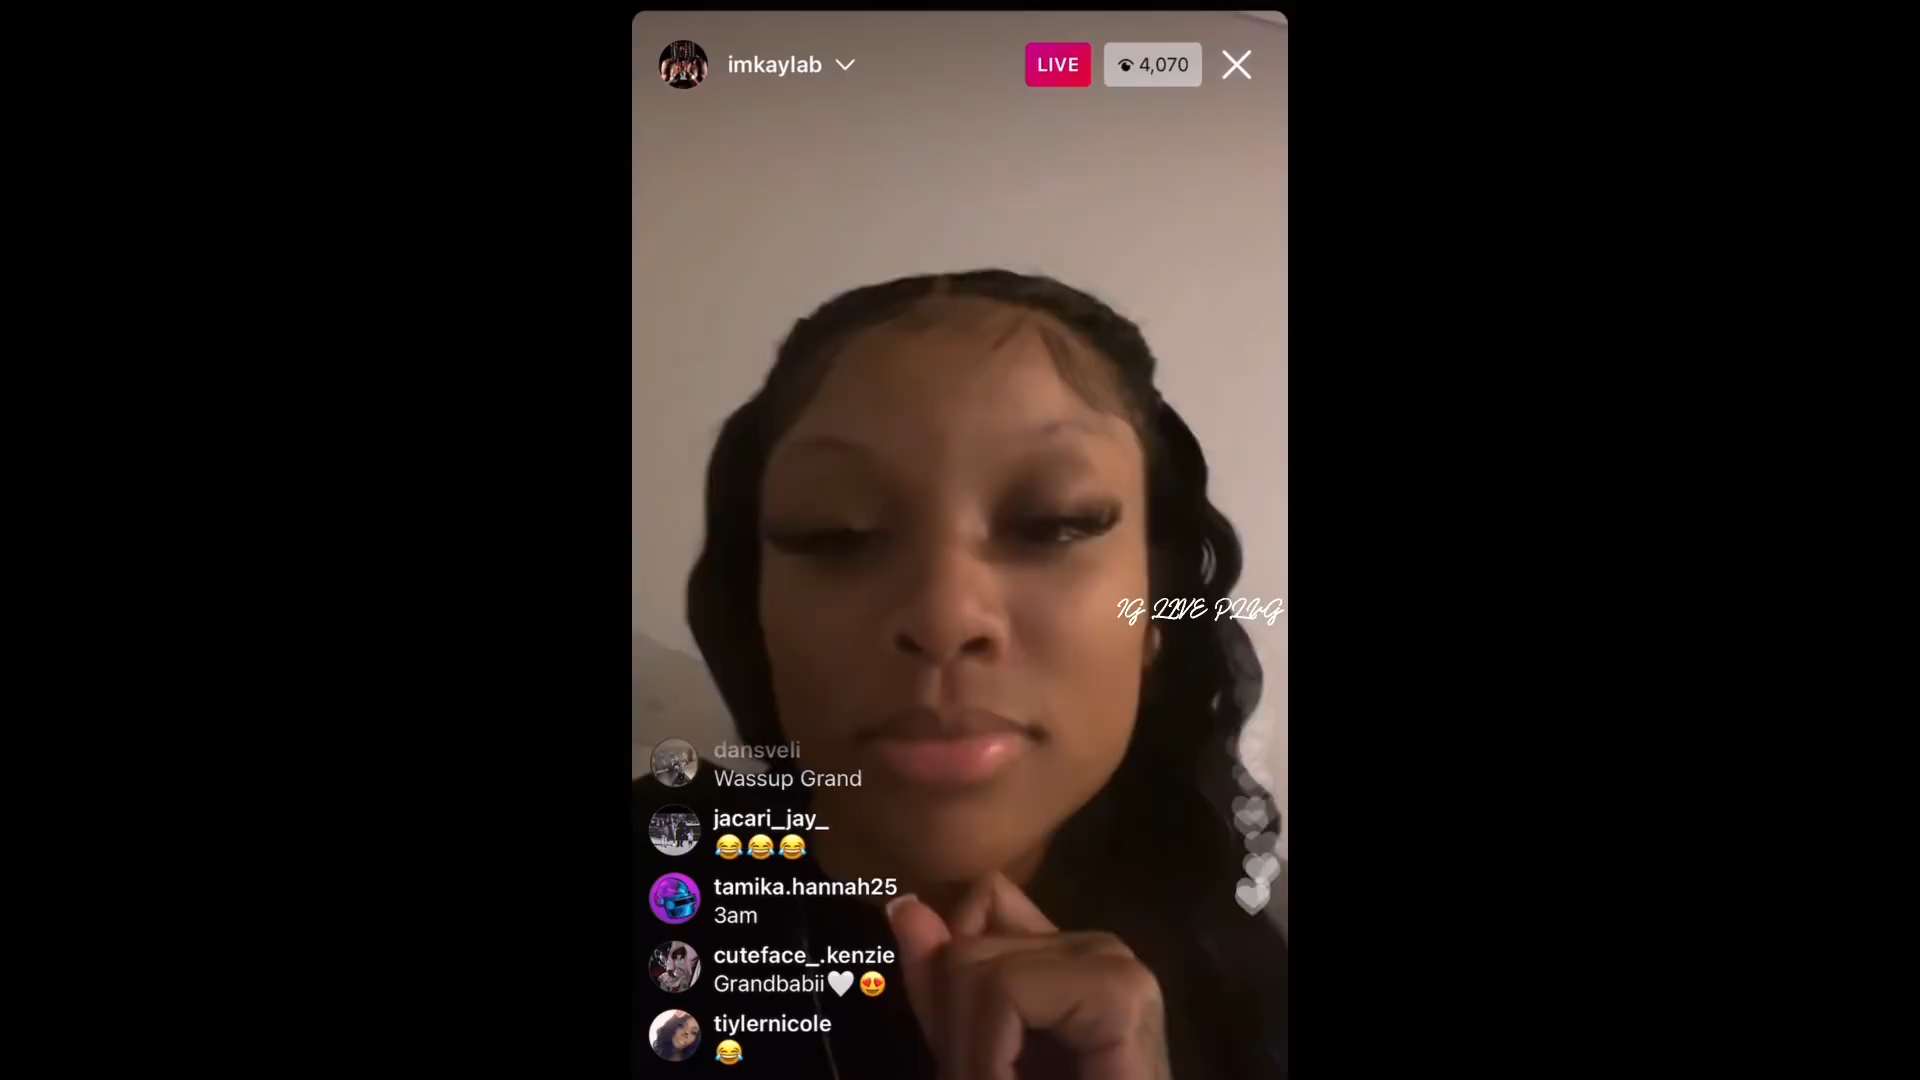 imkaylab
LIVE
4,070
IG LIVE PLUG
dansveli
Wassup Grand
jacari_jay_
😂😂😂
tamika.hannah25
3am
cuteface_.kenzie
Grandbabii🤍😍
tiylernicole
😂